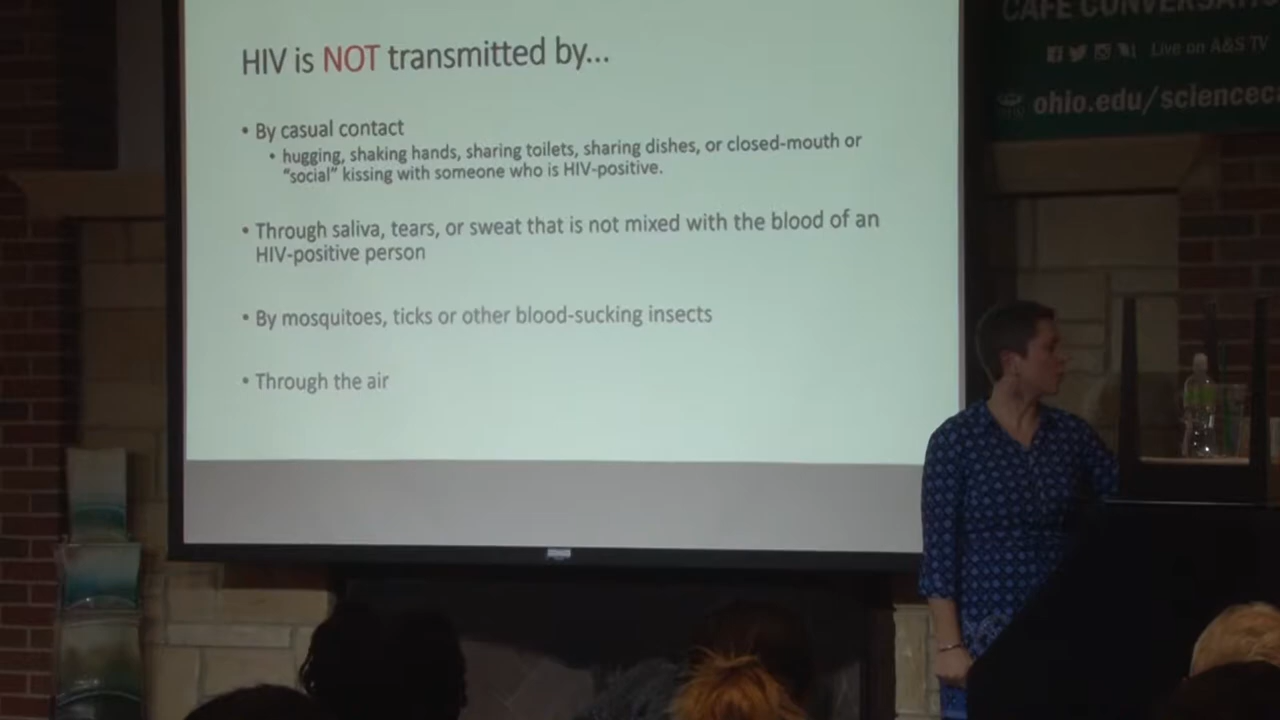 HIV is NOT transmitted by...
• By casual contact
• hugging, shaking hands, sharing toilets, sharing dishes, or closed-mouth or
"social" kissing with someone who is HIV-positive.
• Through saliva, tears, or sweat that is not mixed with the blood of an
HIV-positive person
• By mosquitoes, ticks or other blood-sucking insects
• Through the air
CAFÉ CONVERSATIO
Live on A&S TV
ohio.edu/sciencec